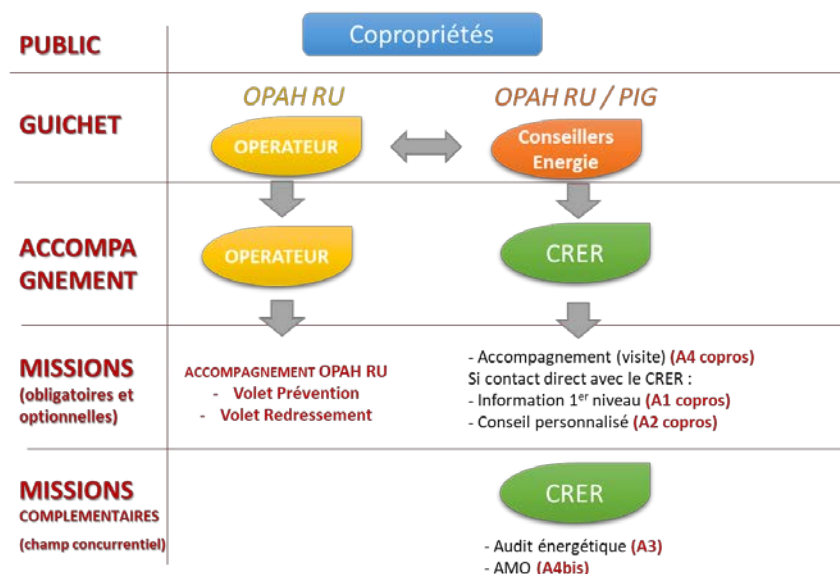 PUBLIC
Copropriétés
GUICHET
OPAH RU
OPAH RU / PIG
OPERATEUR
Conseillers
Energie
ACCOMPA
GNEMENT
OPERATEUR
CRER
MISSIONS
(obligatoires et
optionnelles)
ACCOMPAGNEMENT OPAH RU
- Volet Prévention
- Volet Redressement
- Accompagnement (visite) (A4 copros)
Si contact direct avec le CRER :
- Information 1er niveau (A1 copros)
- Conseil personnalisé (A2 copros)
MISSIONS
COMPLEMENTAIRES
(champ concurrentiel)
CRER
- Audit énergétique (A3)
- AMO (A4bis)